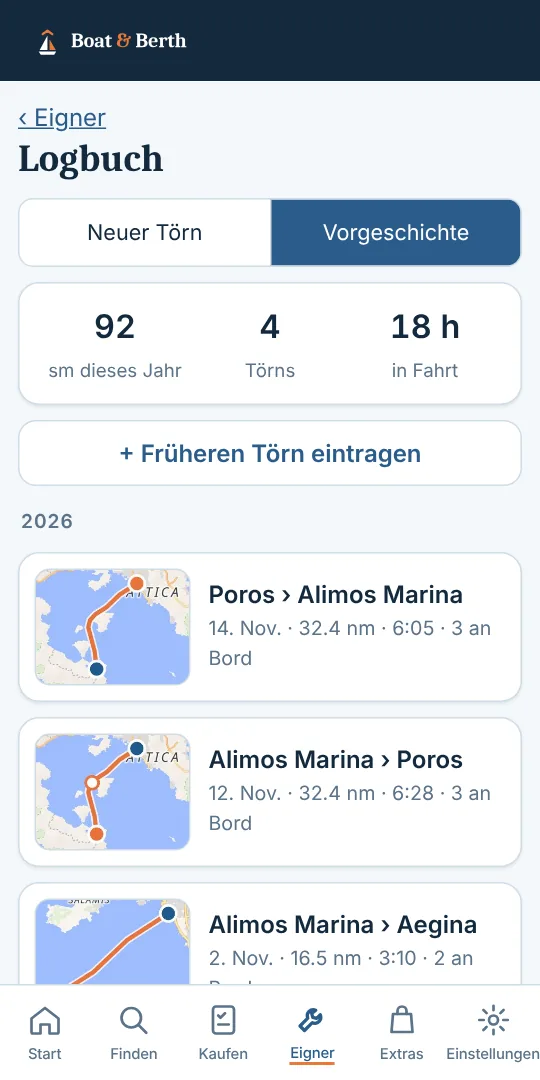 Boat & Berth
‹ Eigner
Logbuch
Neuer Törn
Vorgeschichte
92
4
18 h
sm dieses Jahr
Törns
in Fahrt
+ Früheren Törn eintragen
2026
ATTICA
Poros › Alimos Marina
14. Nov. · 32.4 nm · 6:05 · 3 an
Bord
ATTICA
Alimos Marina › Poros
12. Nov. · 32.4 nm · 6:28 · 3 an
Bord
SALAMIS
Alimos Marina › Aegina
2. Nov. · 16.5 nm · 3:10 · 2 an
Start
Finden
Kaufen
Eigner
Extras
Einstellungen